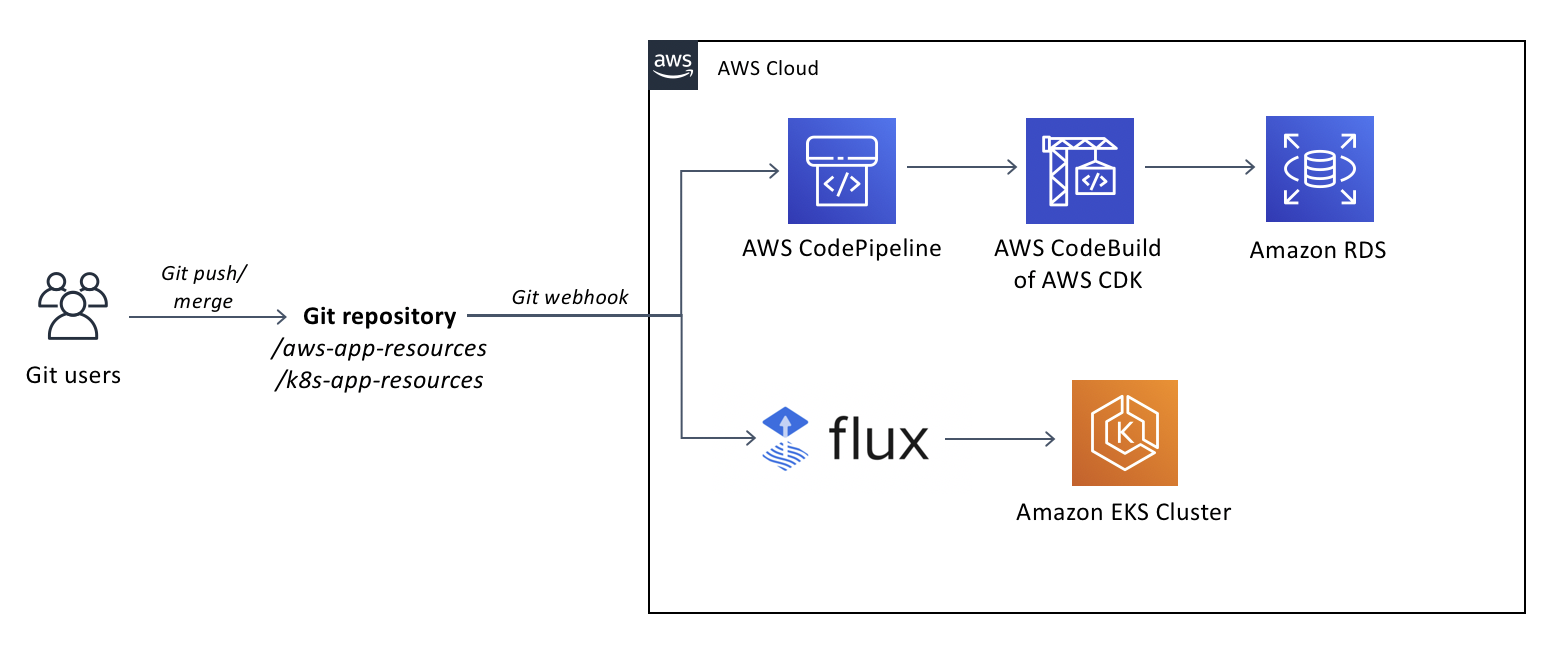 aws
AWS Cloud
AWS CodePipeline
AWS CodeBuild
of AWS CDK
Amazon RDS
Git users
Git push/
merge
Git repository
/aws-app-resources
/k8s-app-resources
Git webhook
flux
K
Amazon EKS Cluster